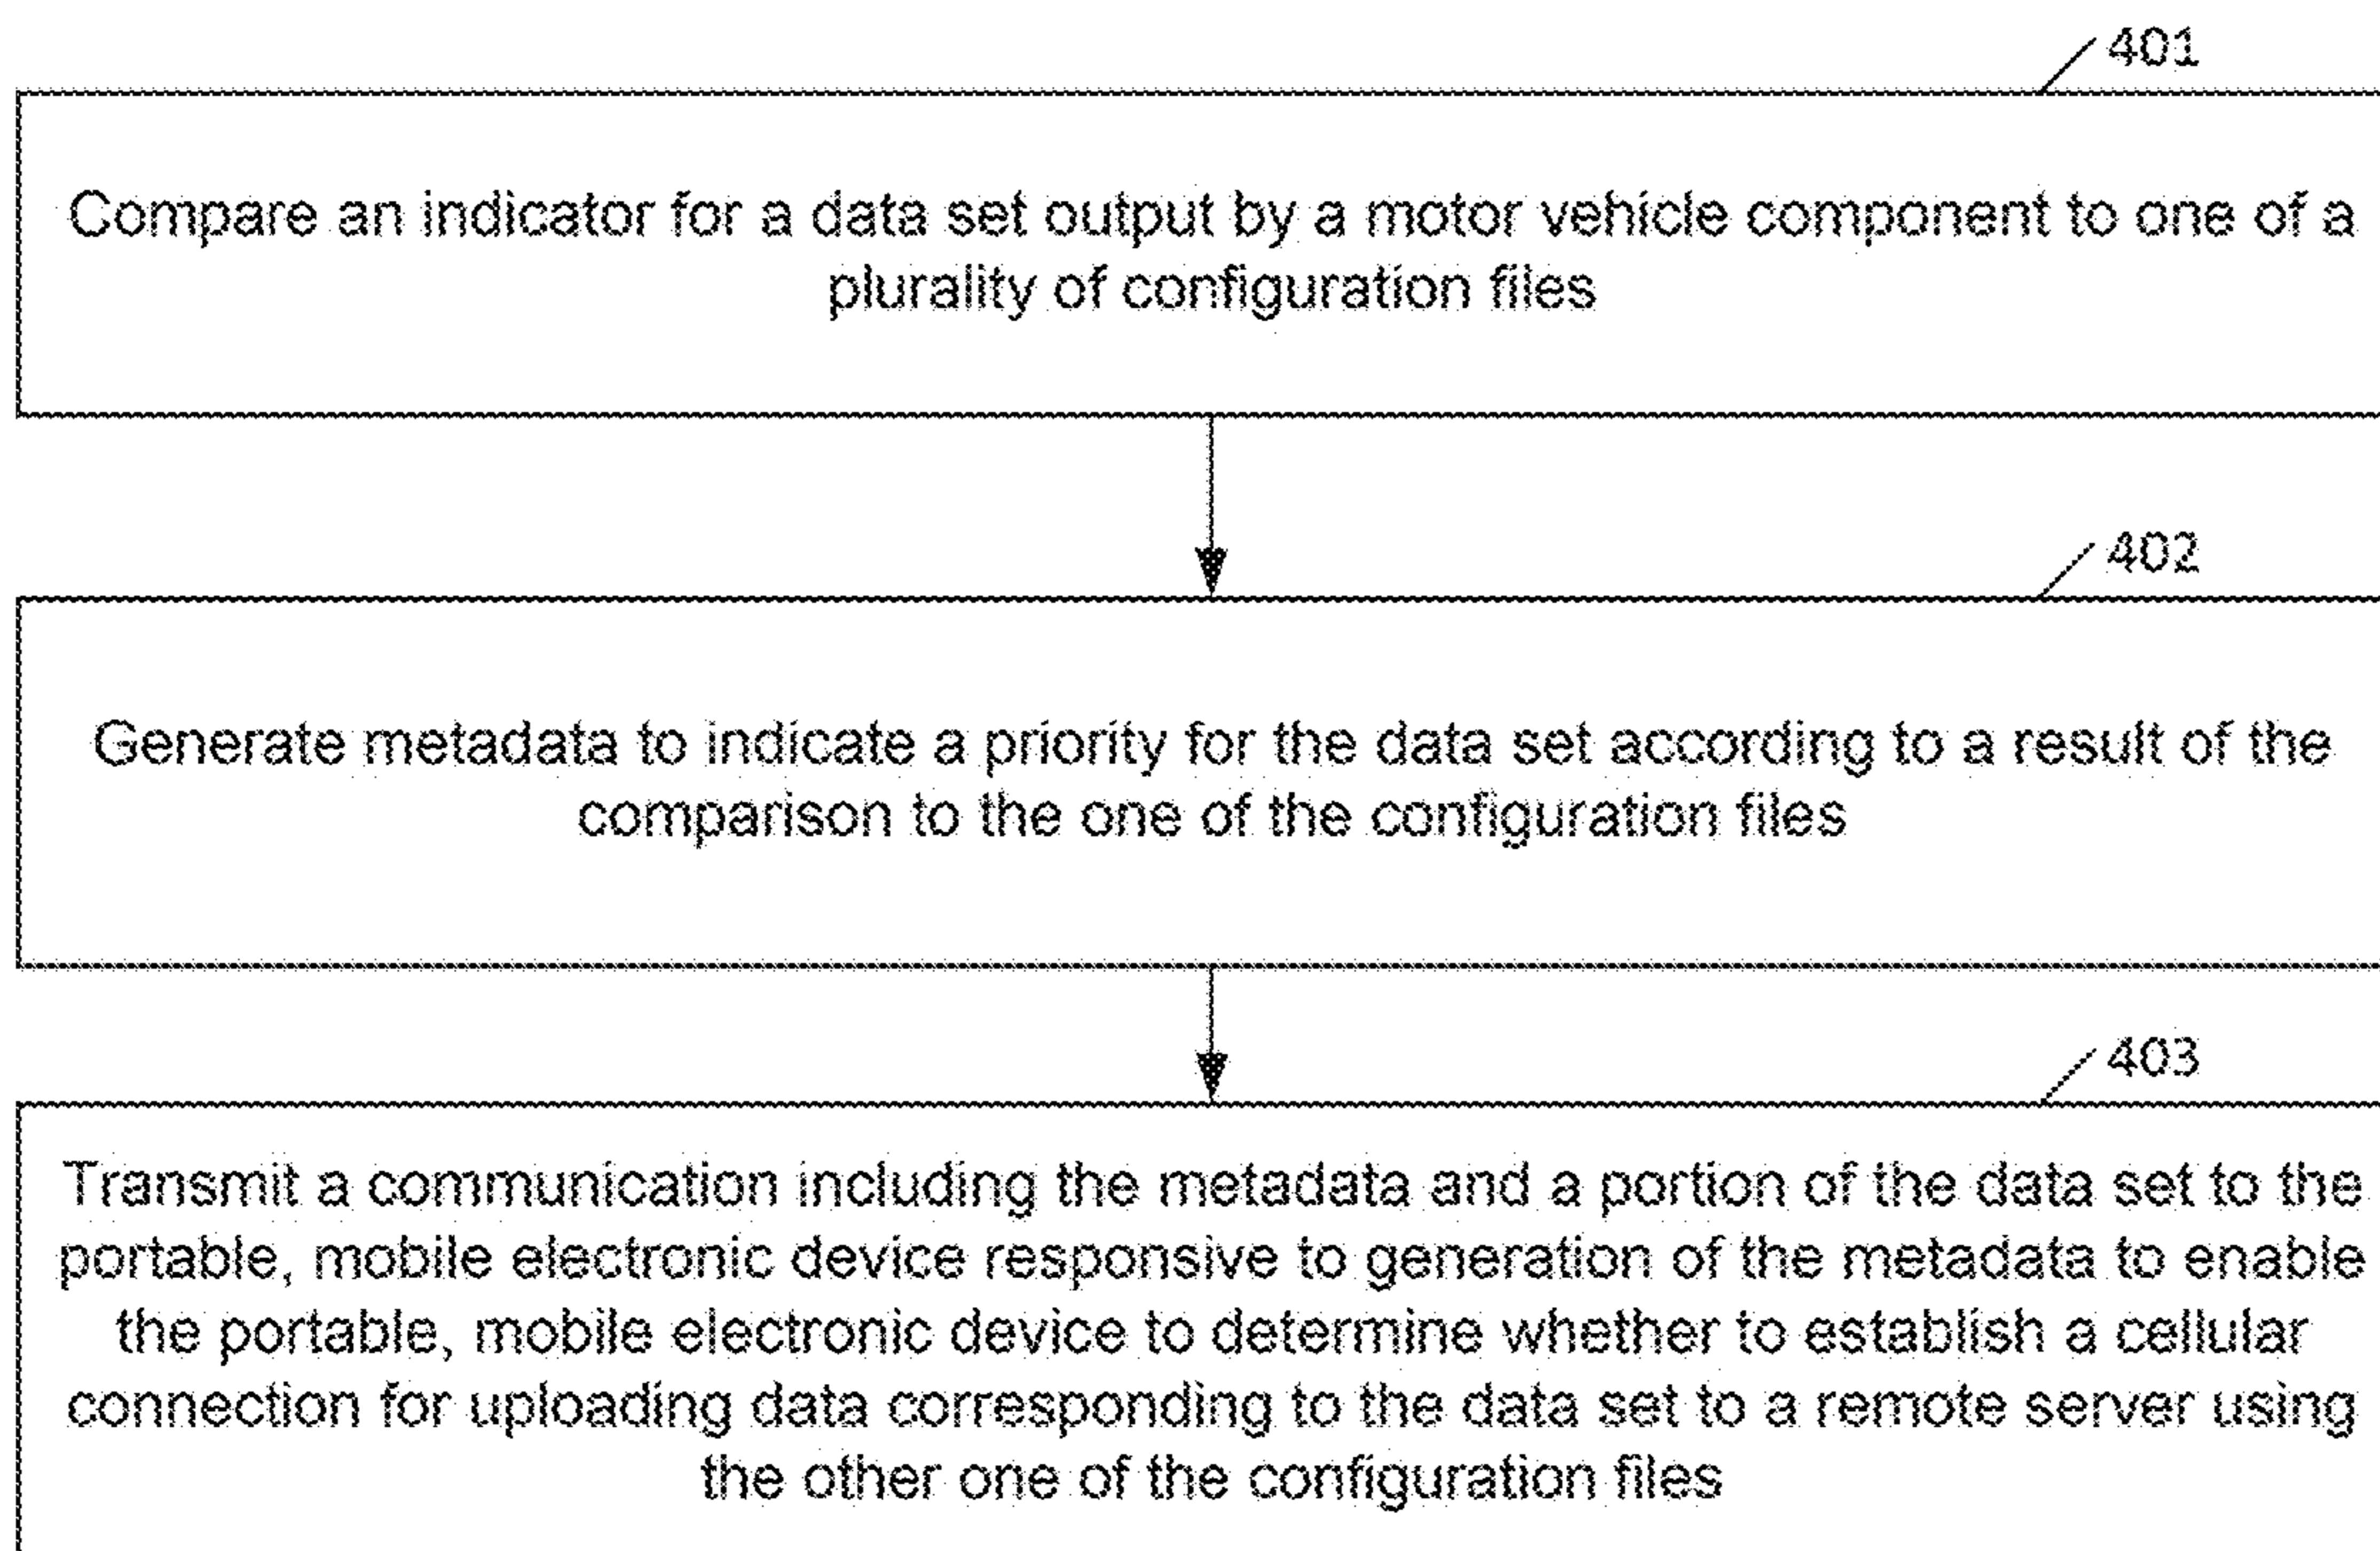 401
Compare an indicator for a data set output by a motor vehicle component to one of a
plurality of configuration files
402
Generate metadata to indicate a priority for the data set according to a result of the
comparison to the one of the configuration files
403
Transmit a communication including the metadata and a portion of the data set to the
portable, mobile electronic device responsive to generation of the metadata to enable
the portable, mobile electronic device to determine whether to establish a cellular
connection for uploading data corresponding to the data set to a remote server using
the other one of the configuration files